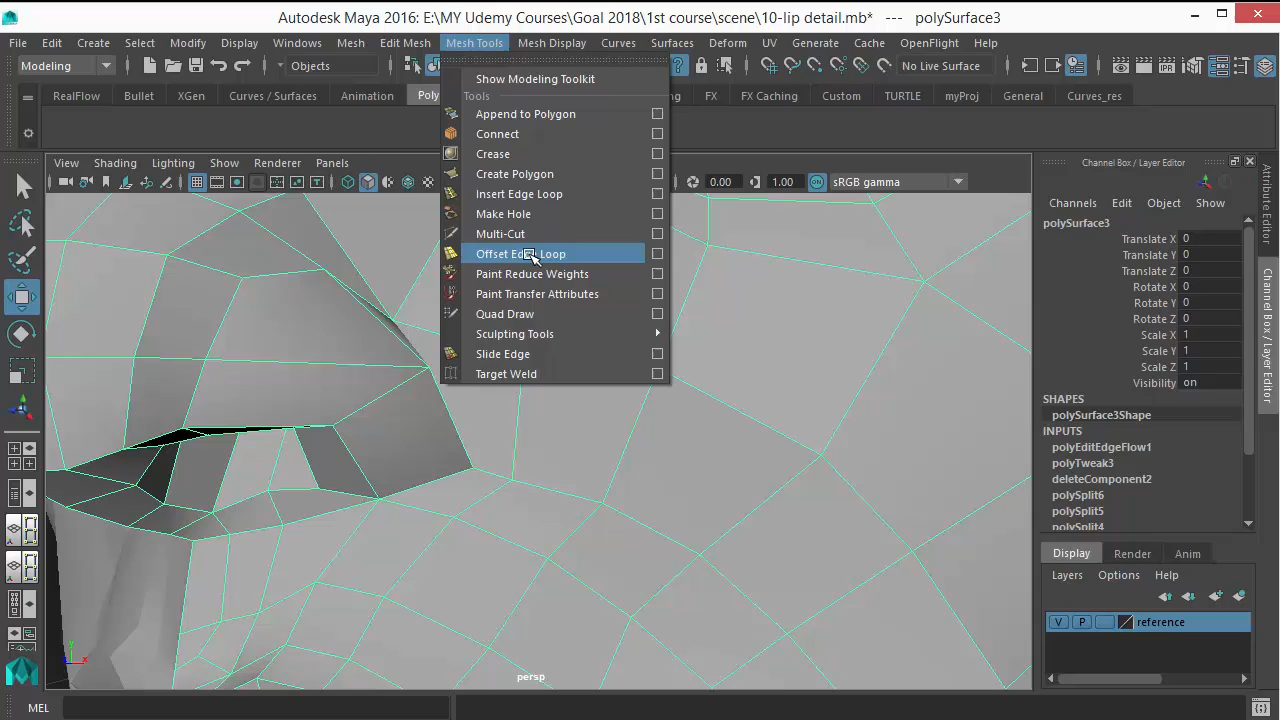 Autodesk Maya 2016: E:\MY Udemy Courses\Goal 2018\1st course\scene\10-lip detail.mb* --- polySurface3
File Edit Create Select Modify Display Windows Mesh Edit Mesh Mesh Tools Mesh Display Curves Surfaces Deform UV Generate Cache OpenFlight Help
Modeling Objects No Live Surface
RealFlow Bullet XGen Curves / Surfaces Animation Poly FX FX Caching Custom TURTLE myProj General Curves_res
Show Modeling Toolkit
Tools
Append to Polygon
Connect
Crease
Create Polygon
Insert Edge Loop
Make Hole
Multi-Cut
Offset Edge Loop
Paint Reduce Weights
Paint Transfer Attributes
Quad Draw
Sculpting Tools
Slide Edge
Target Weld
View Shading Lighting Show Renderer Panels
0.00 1.00 sRGB gamma
persp
Channel Box / Layer Editor
Channels Edit Object Show
polySurface3
Translate X 0
Translate Y 0
Translate Z 0
Rotate X 0
Rotate Y 0
Rotate Z 0
Scale X 1
Scale Y 1
Scale Z 1
Visibility on
SHAPES
polySurface3Shape
INPUTS
polyEditEdgeFlow1
polyTweak3
deleteComponent2
polySplit6
polySplit5
polySplit4
Display Render Anim
Layers Options Help
V P reference
Attribute Editor
Channel Box / Layer Editor
MEL